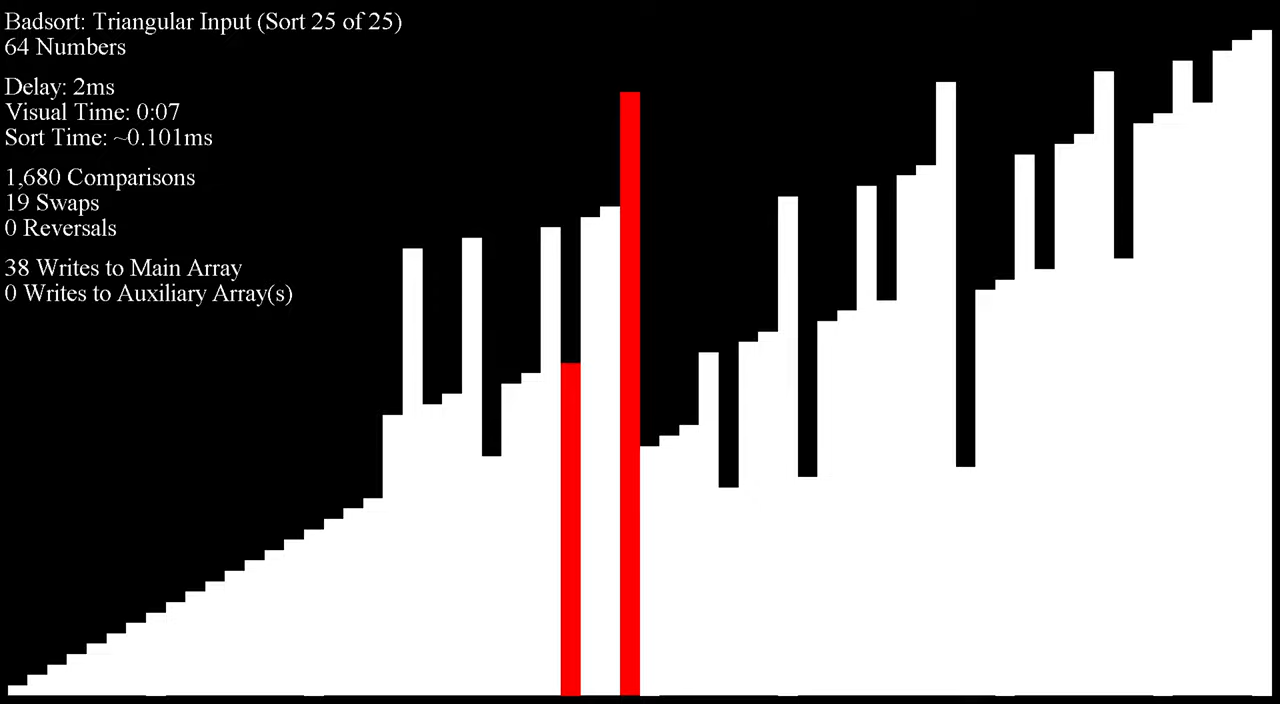 Badsort: Triangular Input (Sort 25 of 25)
64 Numbers
Delay: 2ms
Visual Time: 0:07
Sort Time: ~0.101ms
1,680 Comparisons
19 Swaps
0 Reversals
38 Writes to Main Array
0 Writes to Auxiliary Array(s)